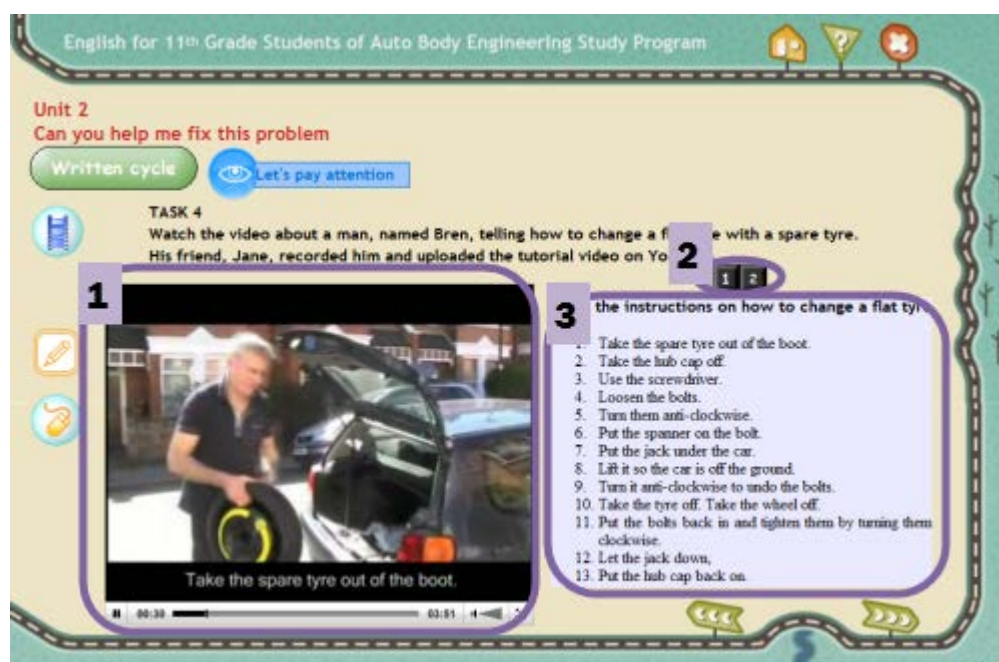 English for 11th Grade Students of Auto Body Engineering Study Program
?
Unit 2
Can you help me fix this problem
Written cycle
Let's pay attention
TASK 4
Watch the video about a man, named Bren, telling how to change a fl with a spare tyre.
His friend, Jane, recorded him and uploaded the tutorial video on Yo
2
1 2
1
3
the instructions on how to change a flat tyre
1. Take the spare tyre out of the boot.
2. Take the hub cap off.
3. Use the screwdriver.
4. Loosen the bolts.
5. Turn them anti-clockwise.
6. Put the spanner on the bolt.
7. Put the jack under the car.
8. Lift it so the car is off the ground.
9. Turn it anti-clockwise to undo the bolts.
10. Take the tyre off. Take the wheel off.
11. Put the bolts back in and tighten them by turning them
clockwise.
12. Let the jack down,
13. Put the hub cap back on.
Take the spare tyre out of the boot.
00:30 03:51